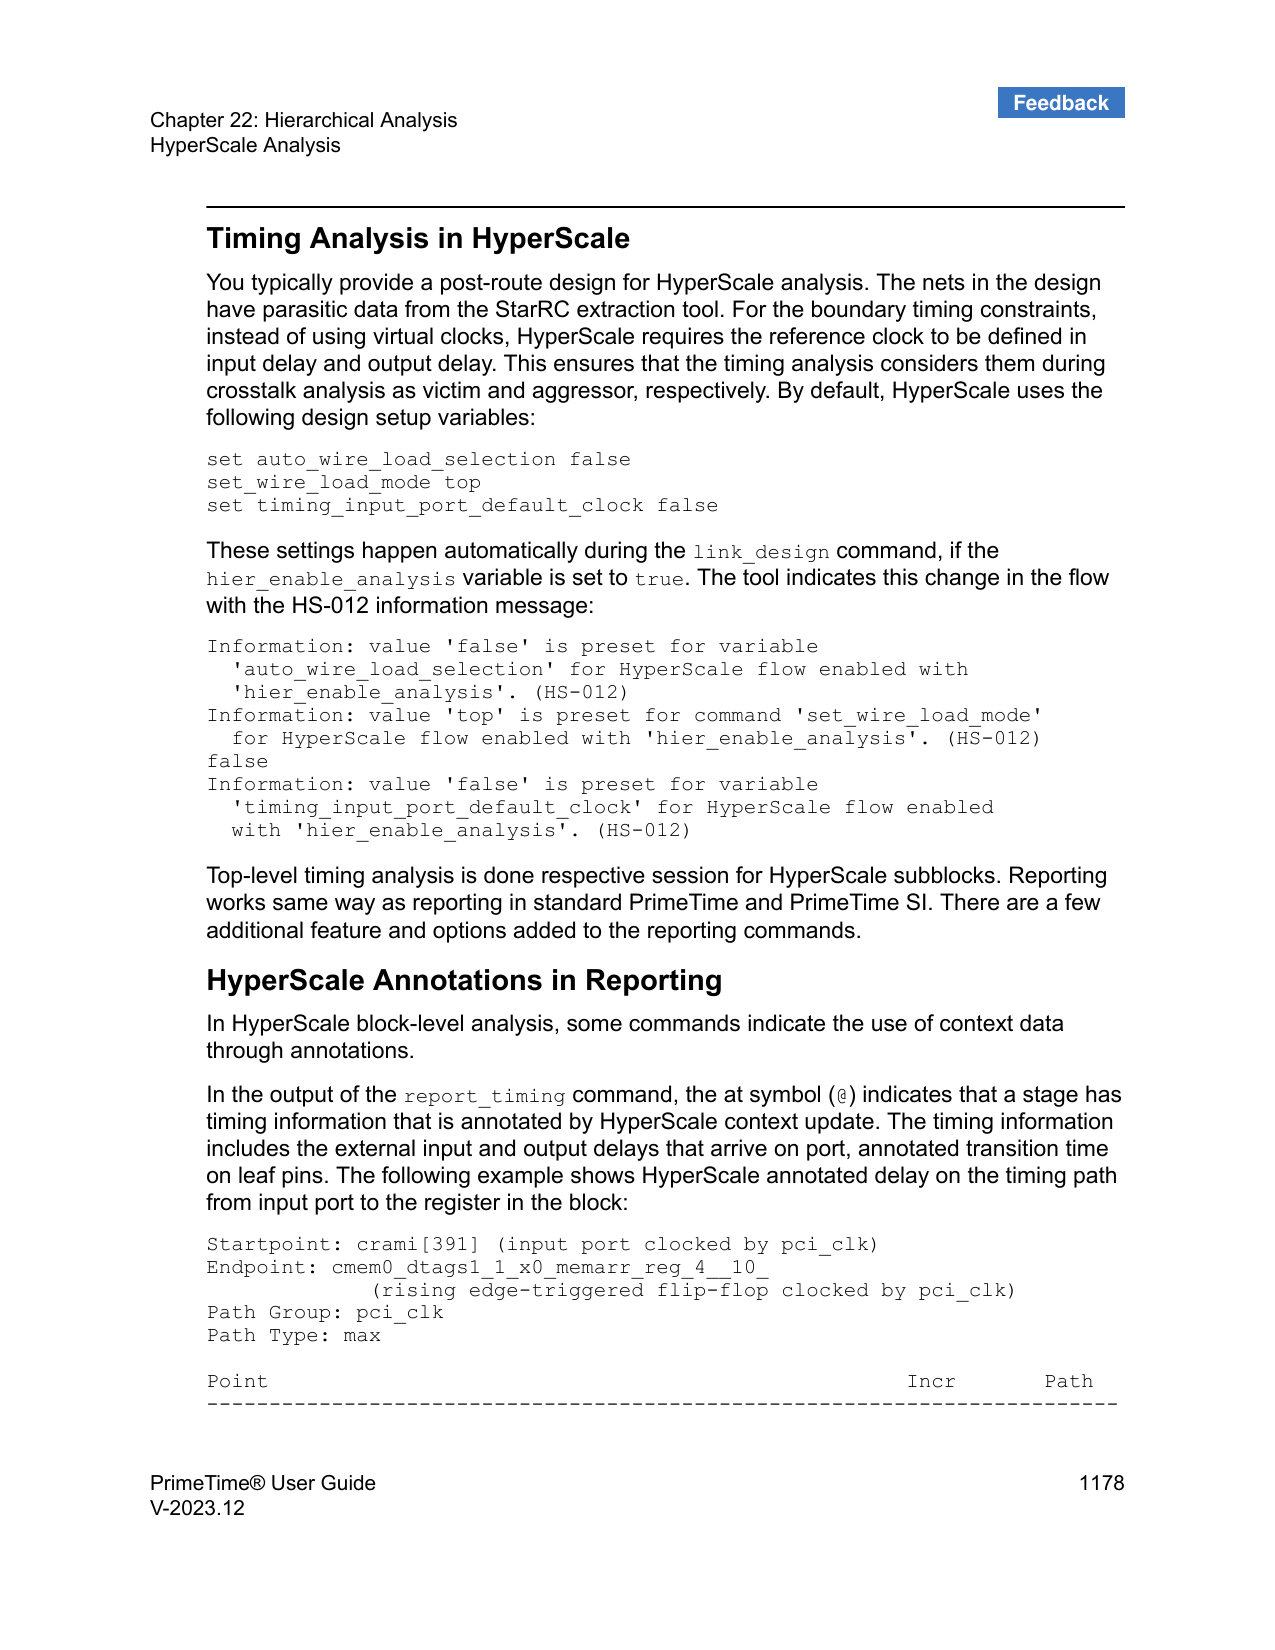 Feedback
Chapter 22: Hierarchical Analysis
HyperScale Analysis
Timing Analysis in HyperScale
You typically provide a post-route design for HyperScale analysis. The nets in the design
have parasitic data from the StarRC extraction tool. For the boundary timing constraints,
instead of using virtual clocks, HyperScale requires the reference clock to be defined in
input delay and output delay. This ensures that the timing analysis considers them during
crosstalk analysis as victim and aggressor, respectively. By default, HyperScale uses the
following design setup variables:
set auto_wire_load_selection false
set_wire_load_mode top
set timing_input_port_default_clock false
These settings happen automatically during the link_design command, if the
hier_enable_analysis variable is set to true. The tool indicates this change in the flow
with the HS-012 information message:
Information: value 'false' is preset for variable
  'auto_wire_load_selection' for HyperScale flow enabled with
  'hier_enable_analysis'. (HS-012)
Information: value 'top' is preset for command 'set_wire_load_mode'
  for HyperScale flow enabled with 'hier_enable_analysis'. (HS-012)
false
Information: value 'false' is preset for variable
  'timing_input_port_default_clock' for HyperScale flow enabled
  with 'hier_enable_analysis'. (HS-012)
Top-level timing analysis is done respective session for HyperScale subblocks. Reporting
works same way as reporting in standard PrimeTime and PrimeTime SI. There are a few
additional feature and options added to the reporting commands.
HyperScale Annotations in Reporting
In HyperScale block-level analysis, some commands indicate the use of context data
through annotations.
In the output of the report_timing command, the at symbol (@) indicates that a stage has
timing information that is annotated by HyperScale context update. The timing information
includes the external input and output delays that arrive on port, annotated transition time
on leaf pins. The following example shows HyperScale annotated delay on the timing path
from input port to the register in the block:
Startpoint: crami[391] (input port clocked by pci_clk)
Endpoint: cmem0_dtags1_1_x0_memarr_reg_4__10_
             (rising edge-triggered flip-flop clocked by pci_clk)
Path Group: pci_clk
Path Type: max
Point                                                   Incr       Path
-------------------------------------------------------------------------
PrimeTime® User Guide 1178
V-2023.12